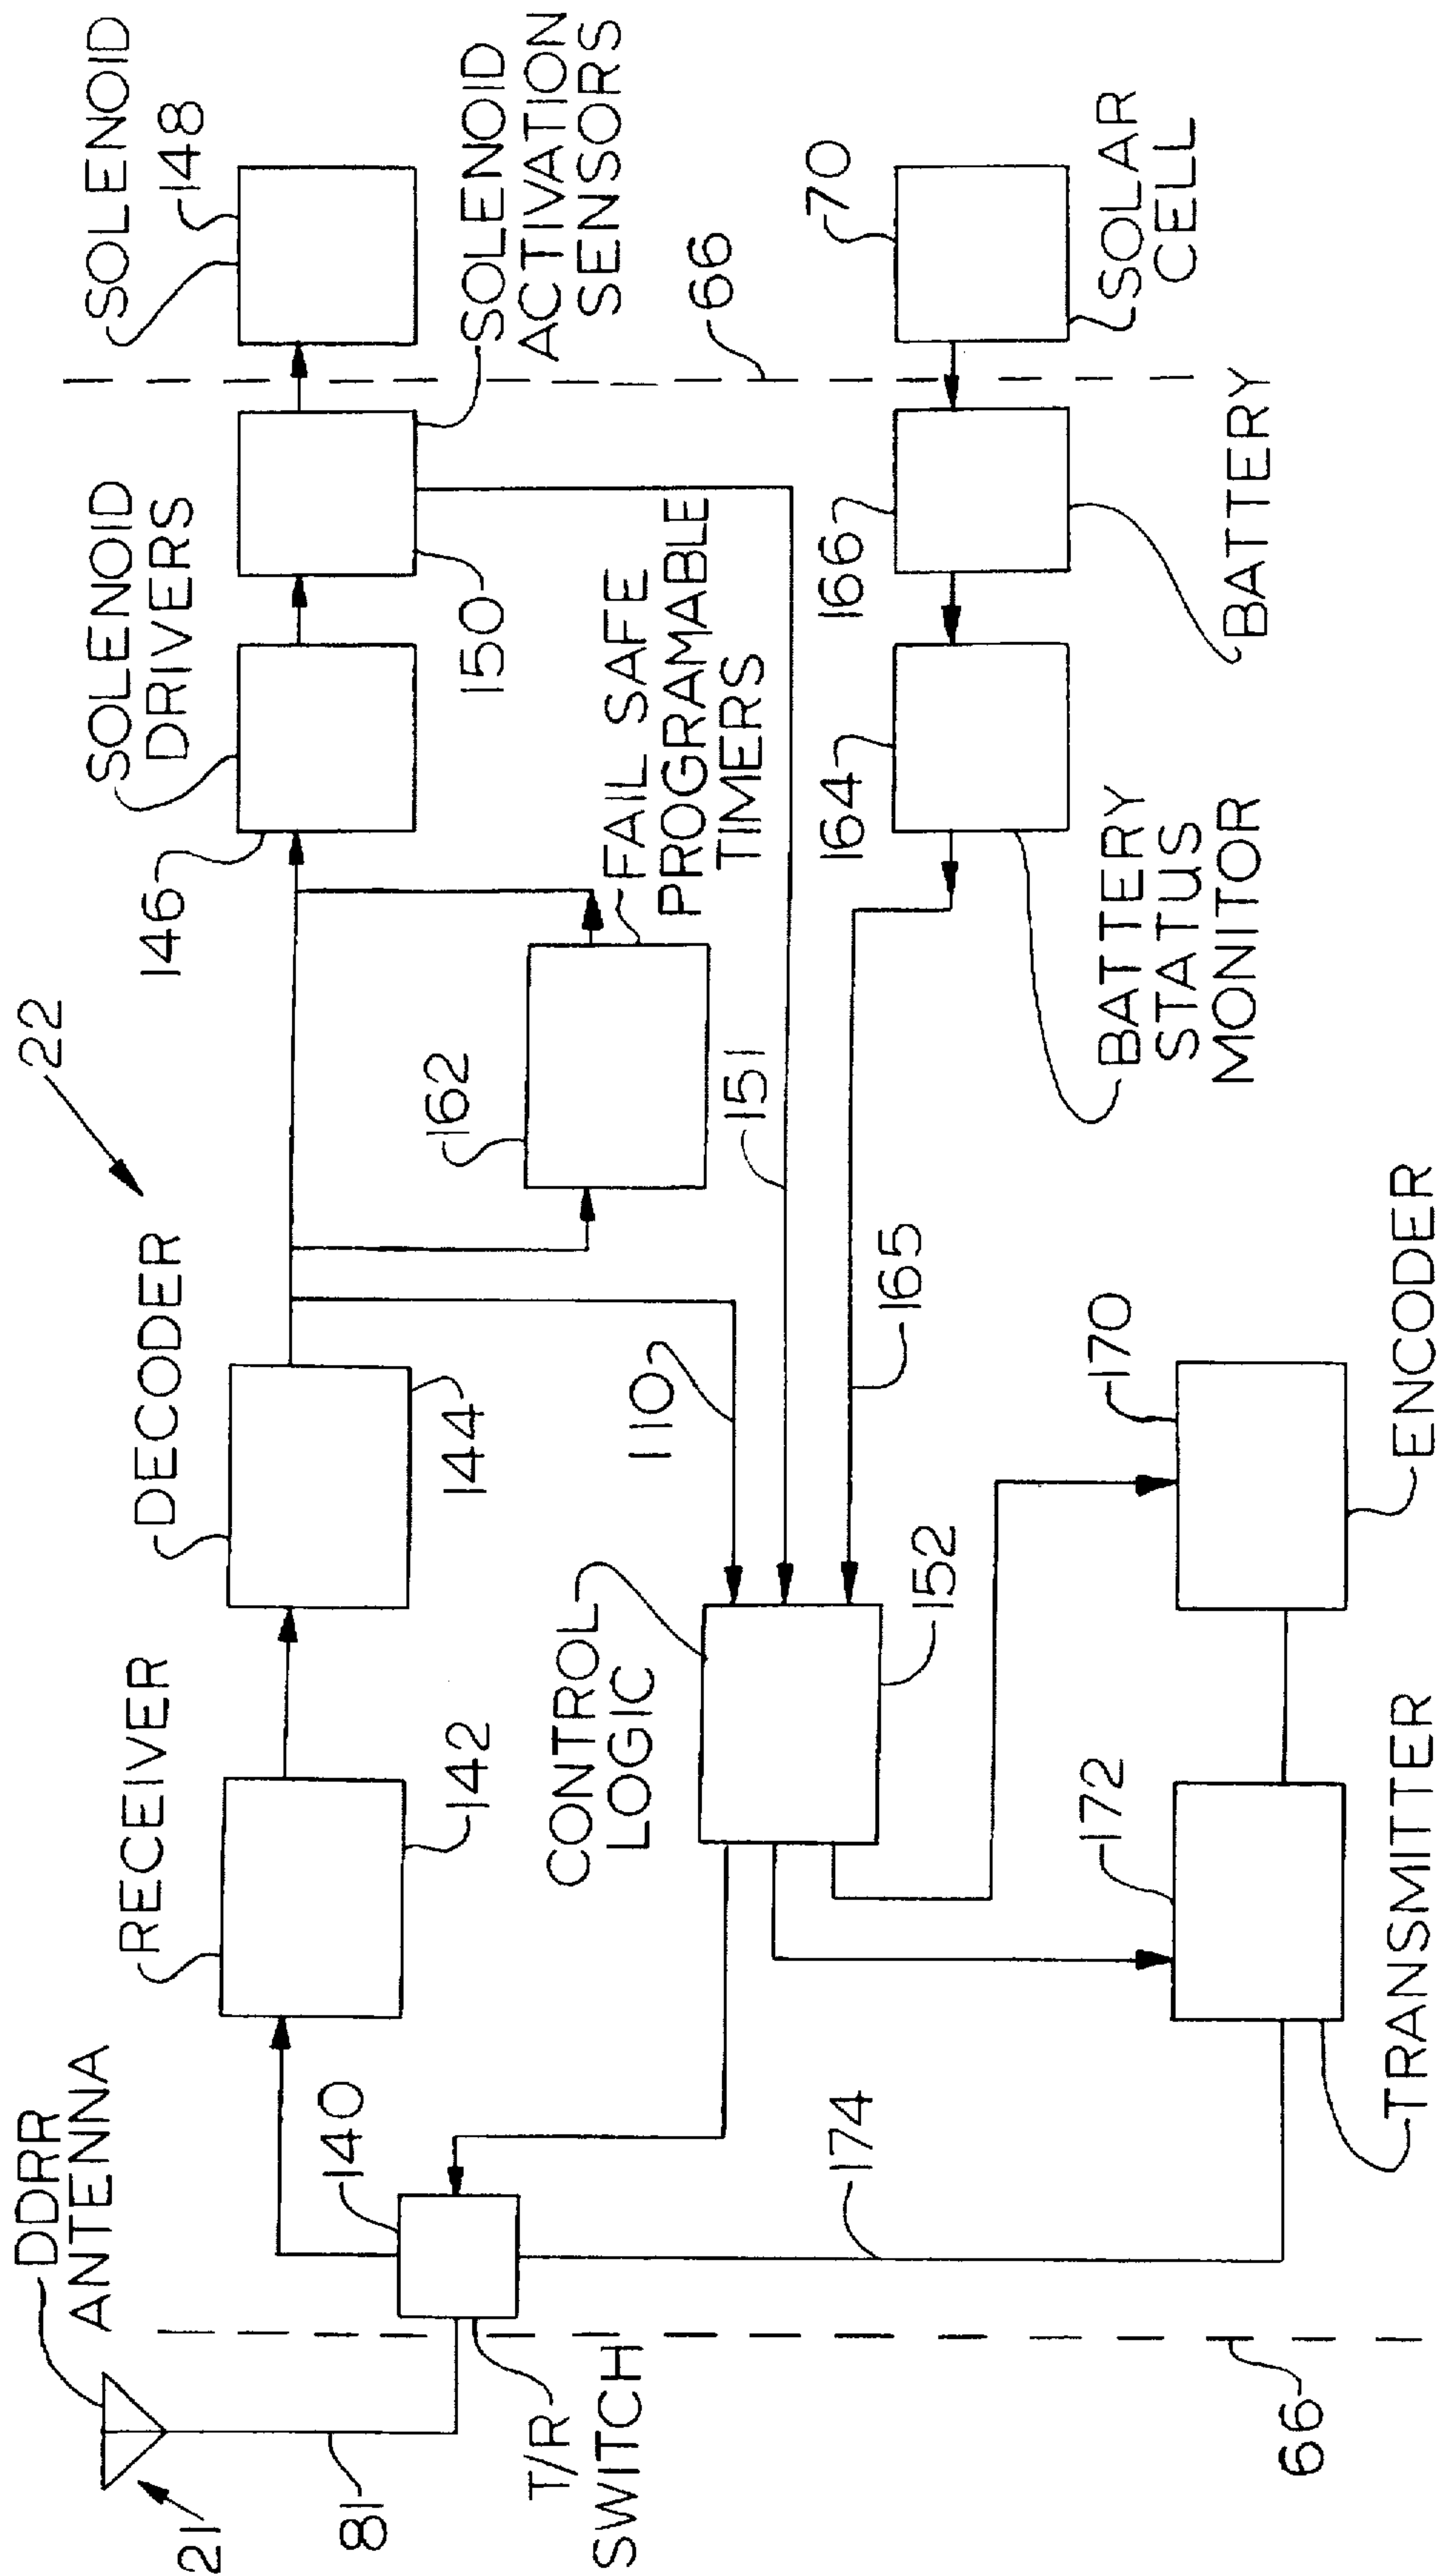 22
DDRR
ANTENNA
21
81
T/R
SWITCH
140
RECEIVER
142
DECODER
144
146
SOLENOID
DRIVERS
150
SOLENOID
148
SOLENOID
ACTIVATION
SENSORS
162
FAIL SAFE
PROGRAMABLE
TIMERS
66
110
151
165
CONTROL
LOGIC
152
164
BATTERY
STATUS
MONITOR
166
BATTERY
70
SOLAR
CELL
174
172
TRANSMITTER
170
ENCODER
66